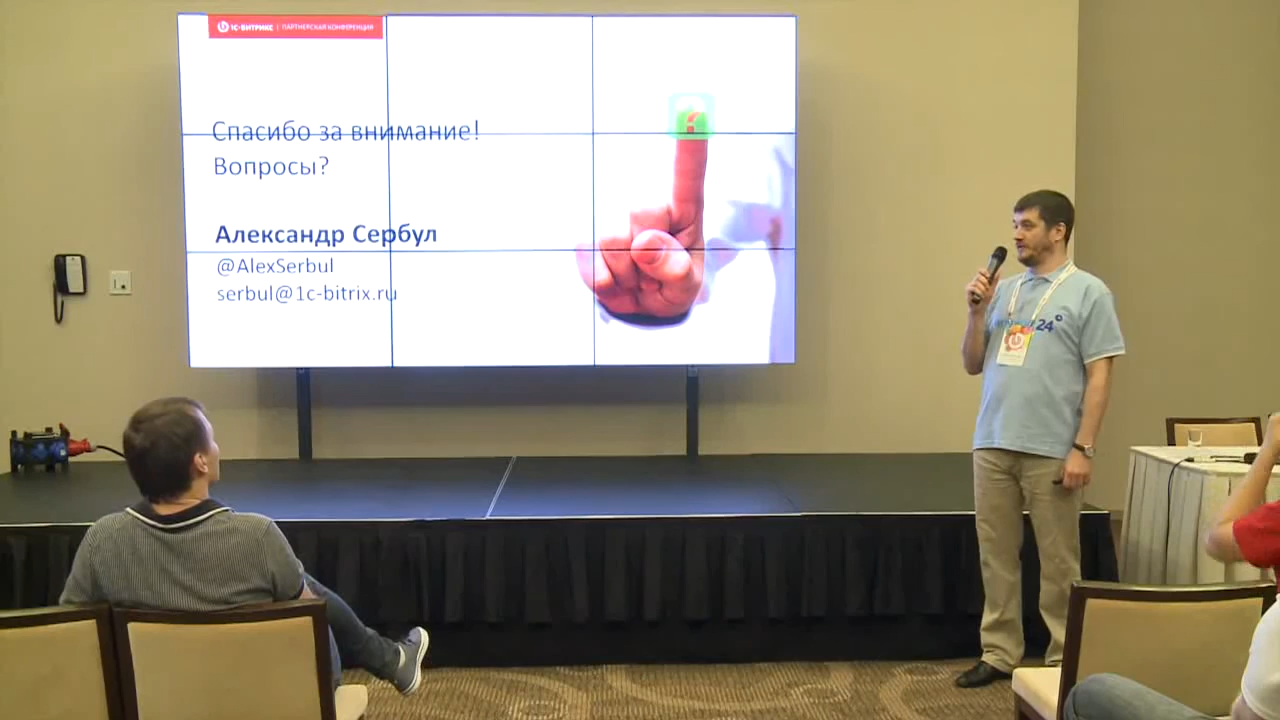 1С-БИТРИКС | ПАРТНЕРСКАЯ КОНФЕРЕНЦИЯ
Спасибо за внимание!
Вопросы?
Александр Сербул
@AlexSerbul
serbul@1c-bitrix.ru
24